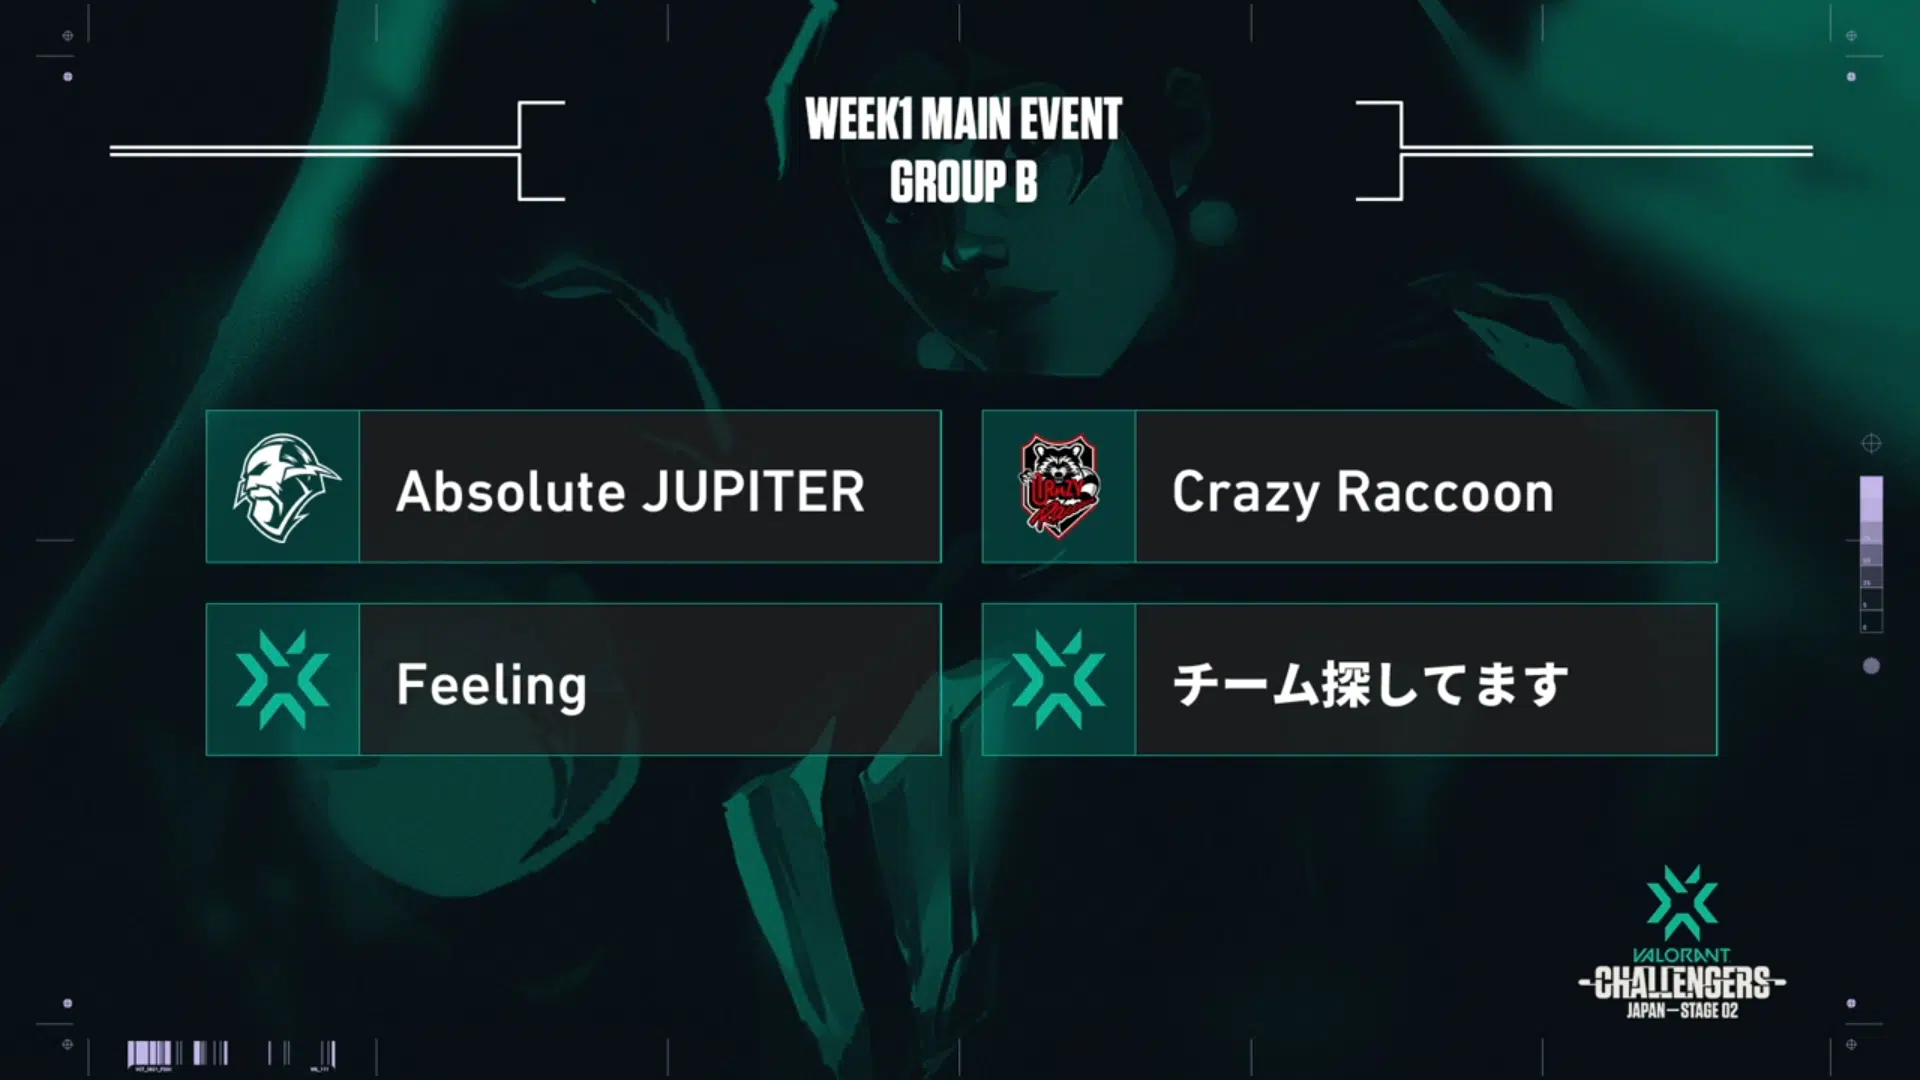 WEEK1 MAIN EVENT
GROUP B
Absolute JUPITER
Crazy Raccoon
CRAZY
Feeling
チーム探してます
VALORANT
CHALLENGERS
JAPAN—STAGE 02